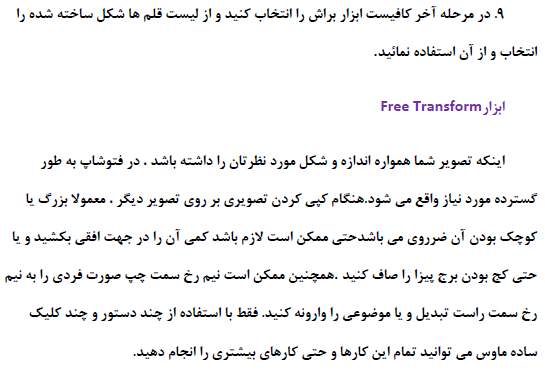 ۹. در مرحله آخر کافیست ابزار براش را انتخاب کنید و از لیست قلم ها شکل ساخته شده را
انتخاب و از آن استفاده نمائید.
ابزار Free Transform
اینکه تصویر شما همواره اندازه و شکل مورد نظرتان را داشته باشد . در فتوشاپ به طور
گسترده مورد نیاز واقع می شود.هنگام کپی کردن تصویری بر روی تصویر دیگر . معمولا بزرگ یا
کوچک بودن آن ضرروی می باشدحتی ممکن است لازم باشد کمی آن را در جهت افقی بکشید و یا
حتی کج بودن برج پیزا را صاف کنید .همچنین ممکن است نیم رخ سمت چپ صورت فردی را به نیم
رخ سمت راست تبدیل و یا موضوعی را وارونه کنید. فقط با استفاده از چند دستور و چند کلیک
ساده ماوس می توانید تمام این کارها و حتی کارهای بیشتری را انجام دهید.